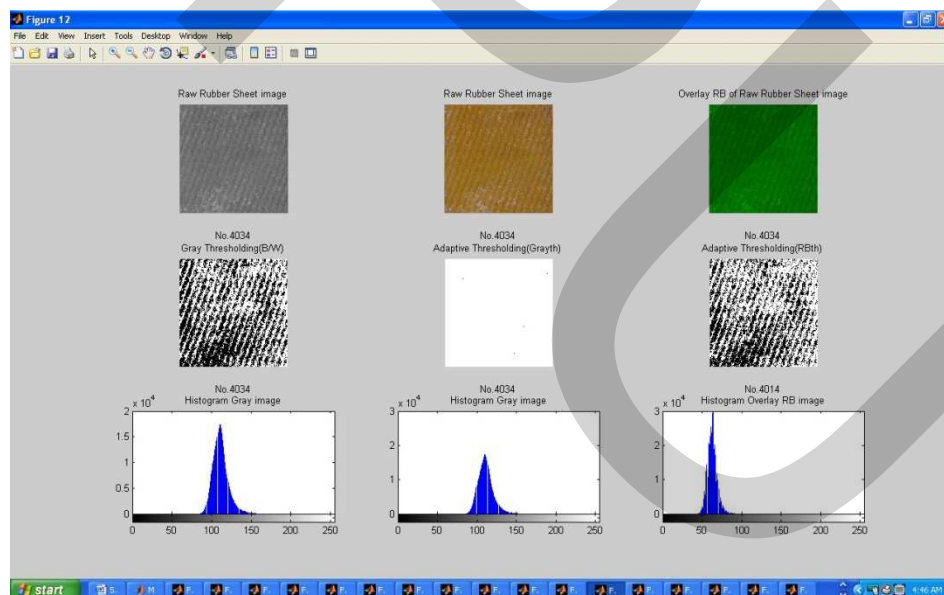 Figure 12
File Edit View Insert Tools Desktop Window Help
Raw Rubber Sheet image
Raw Rubber Sheet image
Overlay RB of Raw Rubber Sheet image
No.4034
Gray Thresholding(B/W)
No.4034
Adaptive Thresholding(Grayth)
No.4034
Adaptive Thresholding(RBth)
No.4034
Histogram Gray image
No.4034
Histogram Gray image
No.4014
Histogram Overlay RB image
x 10^4
2
1.5
1
0.5
0
0 50 100 150 200 250
x 10^4
3
2
1
0
0 50 100 150 200 250
x 10^4
3
2
1
0
0 50 100 150 200 250
start S. M F. F. F. F. F. F. F. F. F. F. F. F. F. F. F. F. 4:46 AM